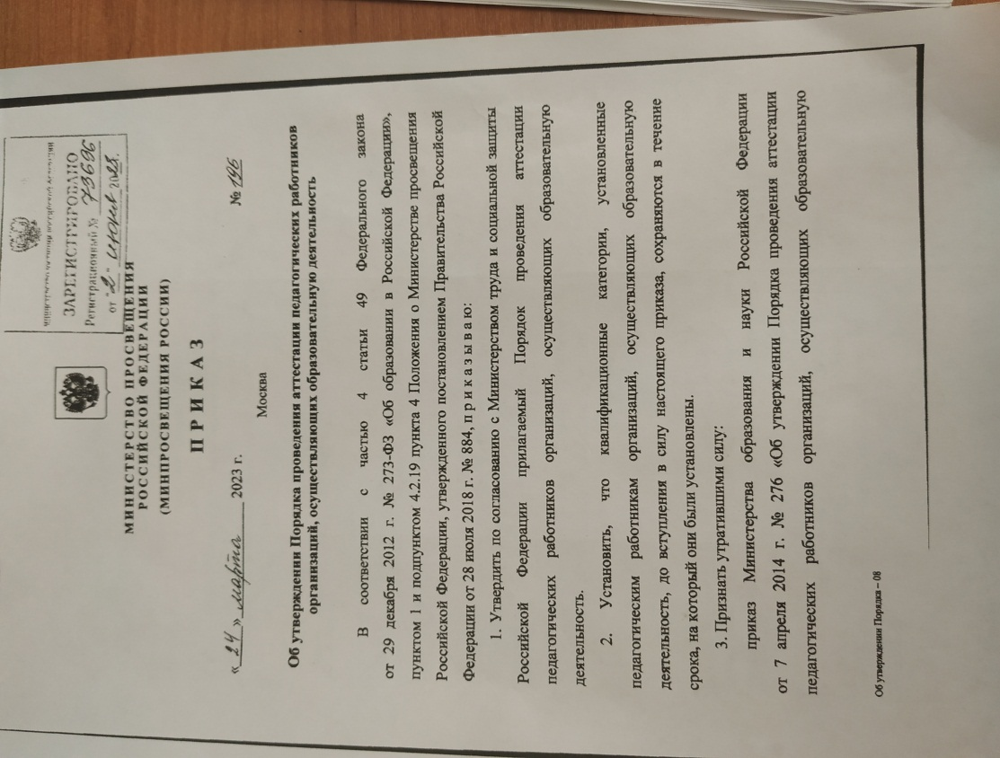 ЗАРЕГИСТРИРОВАНО
Регистрационный № 73696
от "2" июня 2023.
МИНИСТЕРСТВО ПРОСВЕЩЕНИЯ
РОССИЙСКОЙ ФЕДЕРАЦИИ
(МИНПРОСВЕЩЕНИЯ РОССИИ)
ПРИКАЗ
«24» марта 2023 г. № 196
Москва
Об утверждении Порядка проведения аттестации педагогических работников
организаций, осуществляющих образовательную деятельность
В соответствии с частью 4 статьи 49 Федерального закона
от 29 декабря 2012 г. № 273-ФЗ «Об образовании в Российской Федерации»,
пунктом 1 и подпунктом 4.2.19 пункта 4 Положения о Министерстве просвещения
Российской Федерации, утвержденного постановлением Правительства Российской
Федерации от 28 июля 2018 г. № 884, п р и к а з ы в а ю:
1. Утвердить по согласованию с Министерством труда и социальной защиты
Российской Федерации прилагаемый Порядок проведения аттестации
педагогических работников организаций, осуществляющих образовательную
деятельность.
2. Установить, что квалификационные категории, установленные
педагогическим работникам организаций, осуществляющих образовательную
деятельность, до вступления в силу настоящего приказа, сохраняются в течение
срока, на который они были установлены.
3. Признать утратившими силу:
приказ Министерства образования и науки Российской Федерации
от 7 апреля 2014 г. № 276 «Об утверждении Порядка проведения аттестации
педагогических работников организаций, осуществляющих образовательную
Об утверждении Порядка – 08